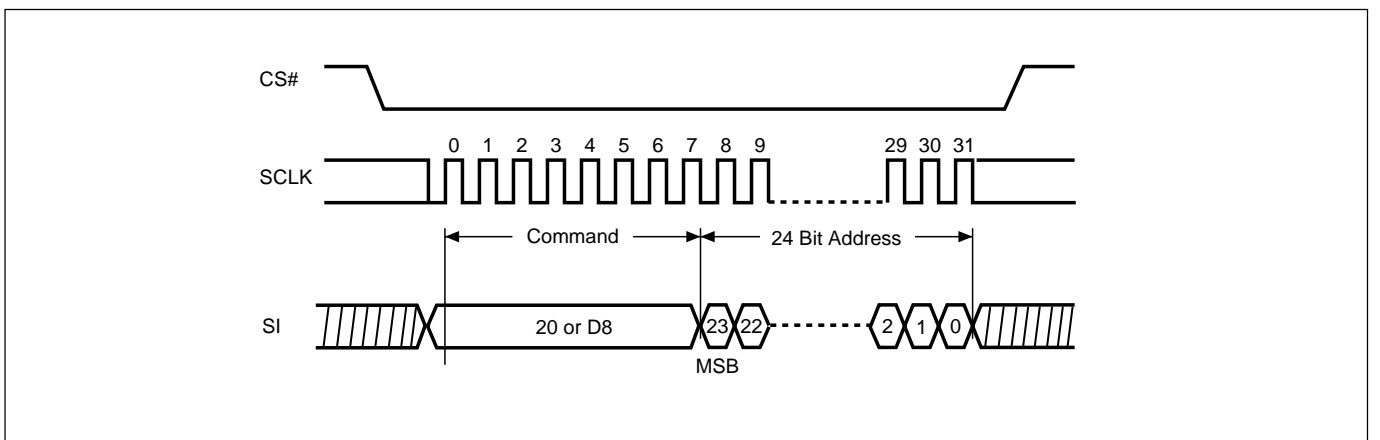 CS#
0 1 2 3 4 5 6 7 8 9 29 30 31
SCLK
Command 24 Bit Address
SI 20 or D8 23 22 2 1 0
MSB